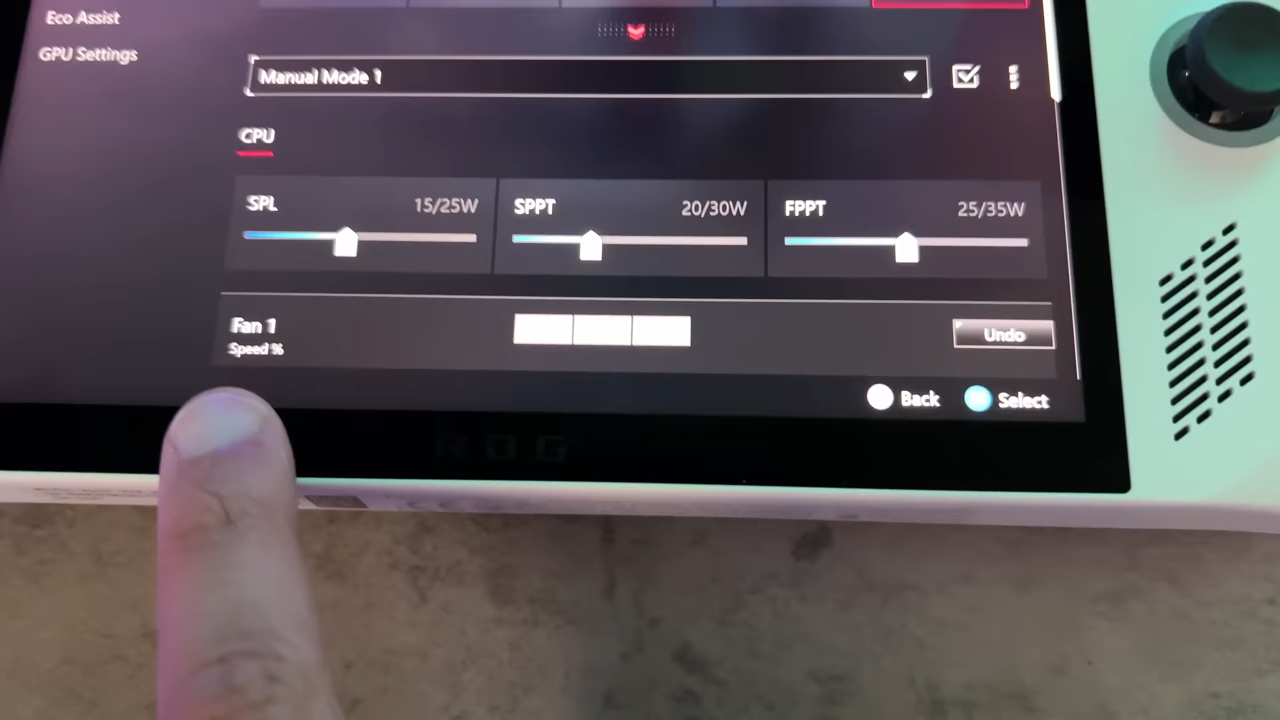 Eco Assist
GPU Settings
Manual Mode 1
CPU
SPL 15/25W
SPPT 20/30W
FPPT 25/35W
Fan 1
Speed %
Undo
Back
Select
ROG